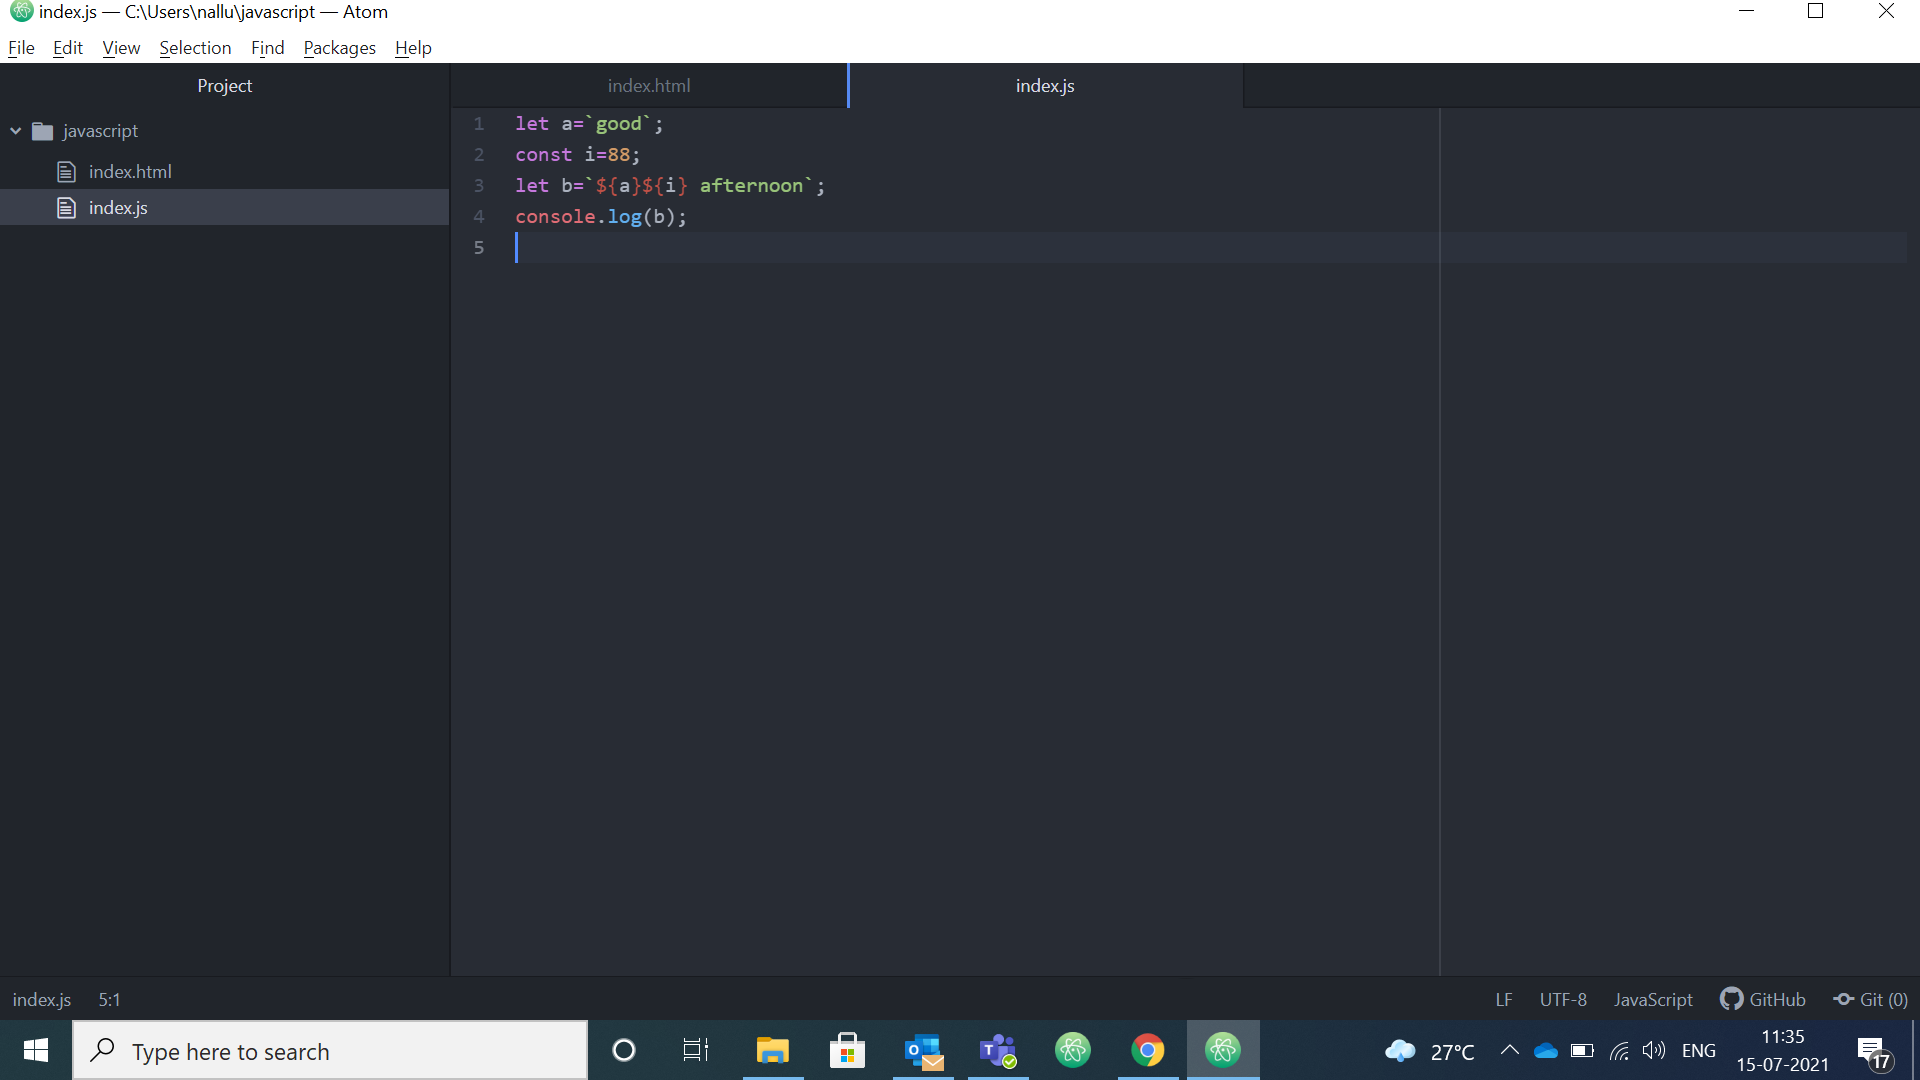 index.js — C:\Users\nallu\javascript — Atom
File Edit View Selection Find Packages Help
Project
index.html
index.js
javascript
index.html
index.js
1 let a=`good`;
2 const i=88;
3 let b=`${a}${i} afternoon`;
4 console.log(b);
5
index.js 5:1
LF UTF-8 JavaScript GitHub Git (0)
Type here to search
27°C ENG
11:35
15-07-2021
17